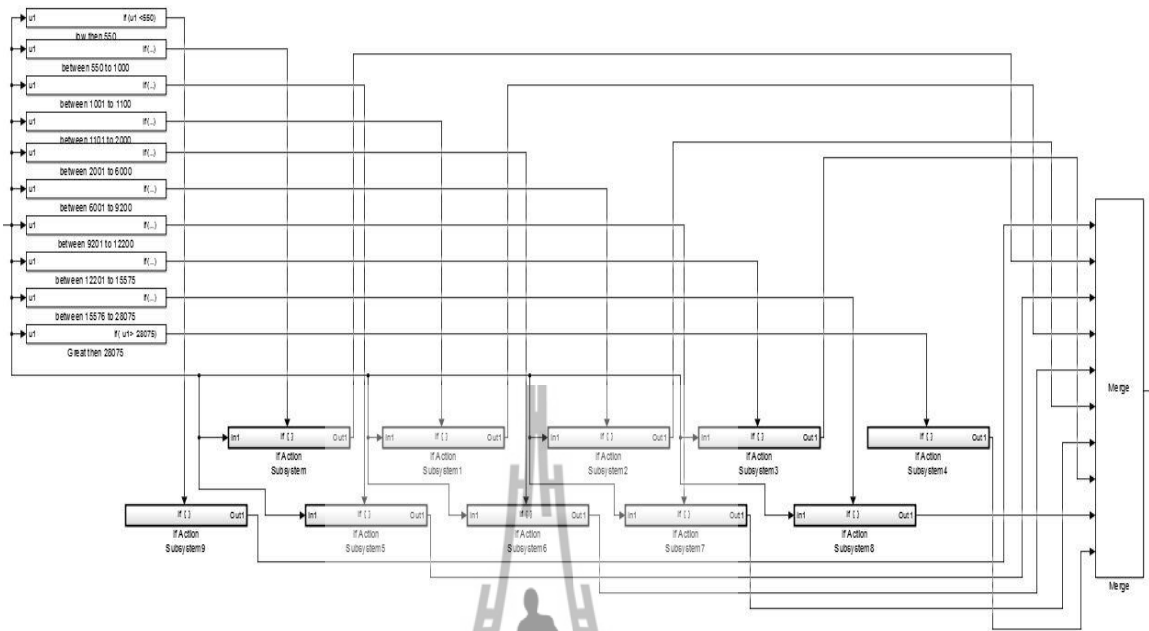 u1 If (u1 <550)
low then 550
u1 If(...)
between 550 to 1000
u1 If(...)
between 1001 to 1100
u1 If(...)
between 1101 to 2000
u1 If(...)
between 2001 to 6000
u1 If(...)
between 6001 to 9200
u1 If(...)
between 9201 to 12200
u1 If(...)
between 12201 to 15575
u1 If(...)
between 15576 to 28075
u1 If( u1> 28075)
Great then 28075
In1 If { } Out1
If Action
Subsystem
In1 If { } Out1
If Action
Subsystem1
In1 If { } Out1
If Action
Subsystem2
In1 If { } Out1
If Action
Subsystem3
If { } Out1
If Action
Subsystem4
If { } Out1
If Action
Subsystem9
In1 If { } Out1
If Action
Subsystem5
In1 If { } Out1
If Action
Subsystem6
In1 If { } Out1
If Action
Subsystem7
In1 If { } Out1
If Action
Subsystem8
Merge
Merge